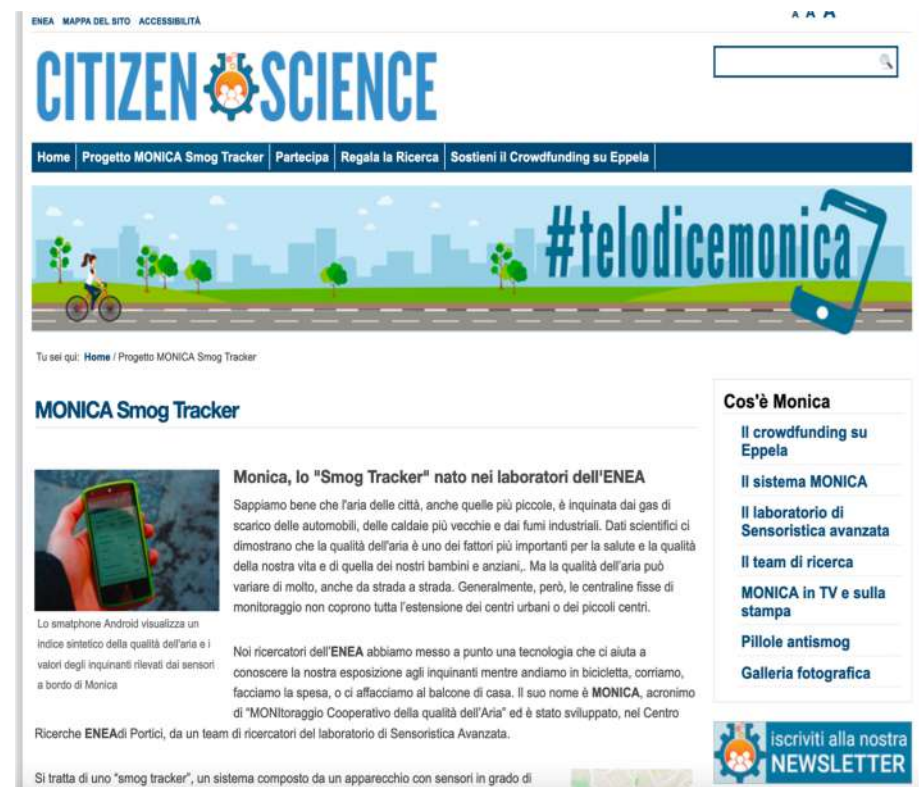 ENEA MAPPA DEL SITO ACCESSIBILITÀ
A A A
CITIZEN SCIENCE
Home Progetto MONICA Smog Tracker Partecipa Regala la Ricerca Sostieni il Crowdfunding su Eppela
#telodicemonica
Tu sei qui: Home / Progetto MONICA Smog Tracker
MONICA Smog Tracker
Lo smatphone Android visualizza un
indice sintetico della qualità dell'aria e i
valori degli inquinanti rilevati dai sensori
a bordo di Monica
Monica, lo "Smog Tracker" nato nei laboratori dell'ENEA
Sappiamo bene che l'aria delle città, anche quelle più piccole, è inquinata dai gas di
scarico delle automobili, delle caldaie più vecchie e dai fumi industriali. Dati scientifici ci
dimostrano che la qualità dell'aria è uno dei fattori più importanti per la salute e la qualità
della nostra vita e di quella dei nostri bambini e anziani,. Ma la qualità dell'aria può
variare di molto, anche da strada a strada. Generalmente, però, le centraline fisse di
monitoraggio non coprono tutta l'estensione dei centri urbani o dei piccoli centri.
Noi ricercatori dell'ENEA abbiamo messo a punto una tecnologia che ci aiuta a
conoscere la nostra esposizione agli inquinanti mentre andiamo in bicicletta, corriamo,
facciamo la spesa, o ci affacciamo al balcone di casa. Il suo nome è MONICA, acronimo
di "MONItoraggio Cooperativo della qualità dell'Aria" ed è stato sviluppato, nel Centro
Ricerche ENEAdi Portici, da un team di ricercatori del laboratorio di Sensoristica Avanzata.
Si tratta di uno "smog tracker", un sistema composto da un apparecchio con sensori in grado di
Cos'è Monica
Il crowdfunding su
Eppela
Il sistema MONICA
Il laboratorio di
Sensoristica avanzata
Il team di ricerca
MONICA in TV e sulla
stampa
Pillole antismog
Galleria fotografica
iscriviti alla nostra
NEWSLETTER